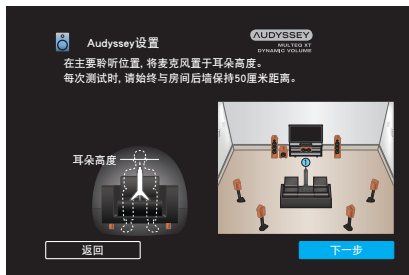 Audyssey设置
AUDYSSEY
MULTEQ XT
DYNAMIC VOLUME
在主要聆听位置, 将麦克风置于耳朵高度。
每次测试时, 请始终与房间后墙保持50厘米距离。
耳朵高度
1
返回
下一步